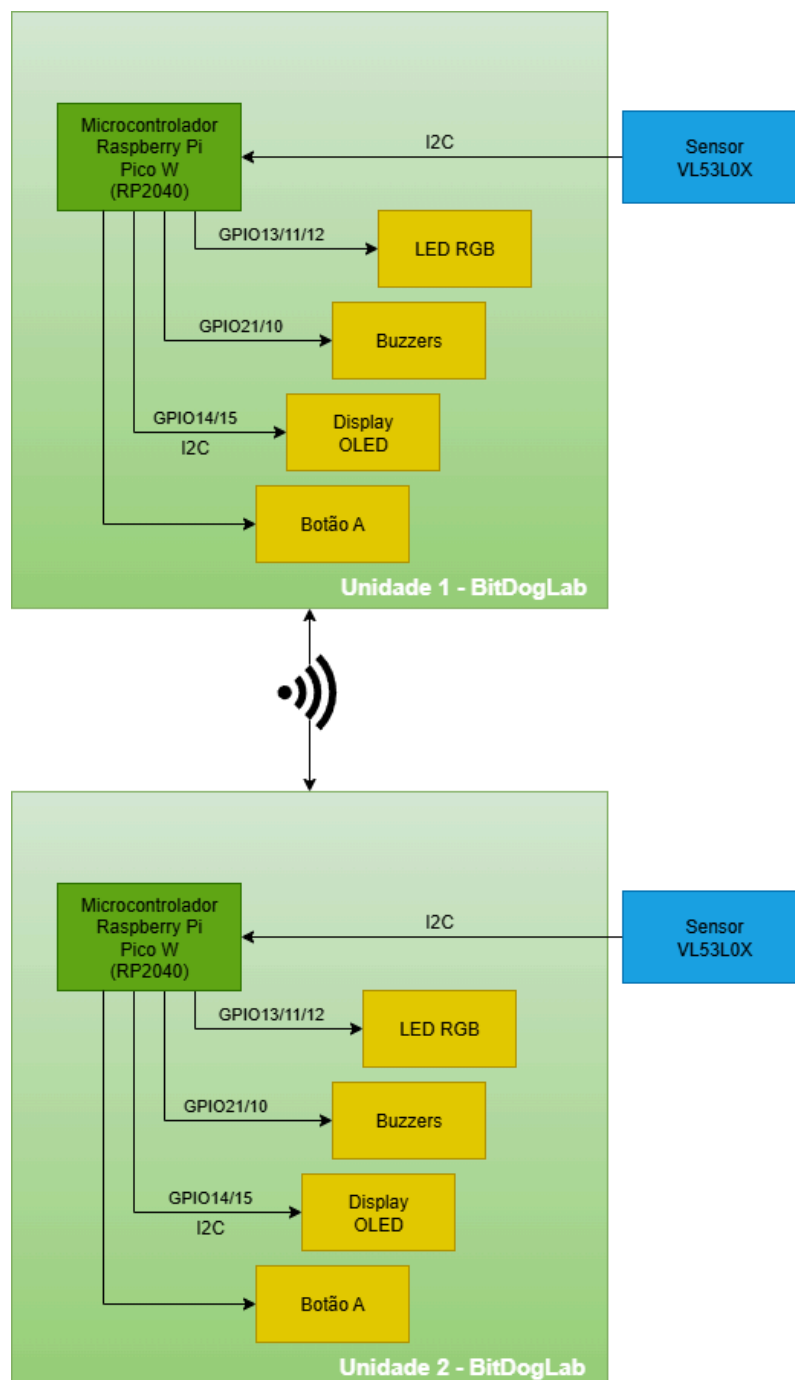 Microcontrolador
Raspberry Pi
Pico W
(RP2040)
I2C
Sensor
VL53L0X
GPIO13/11/12
LED RGB
GPIO21/10
Buzzers
GPIO14/15
I2C
Display
OLED
Botão A
Unidade 1 - BitDogLab
Microcontrolador
Raspberry Pi
Pico W
(RP2040)
I2C
Sensor
VL53L0X
GPIO13/11/12
LED RGB
GPIO21/10
Buzzers
GPIO14/15
I2C
Display
OLED
Botão A
Unidade 2 - BitDogLab